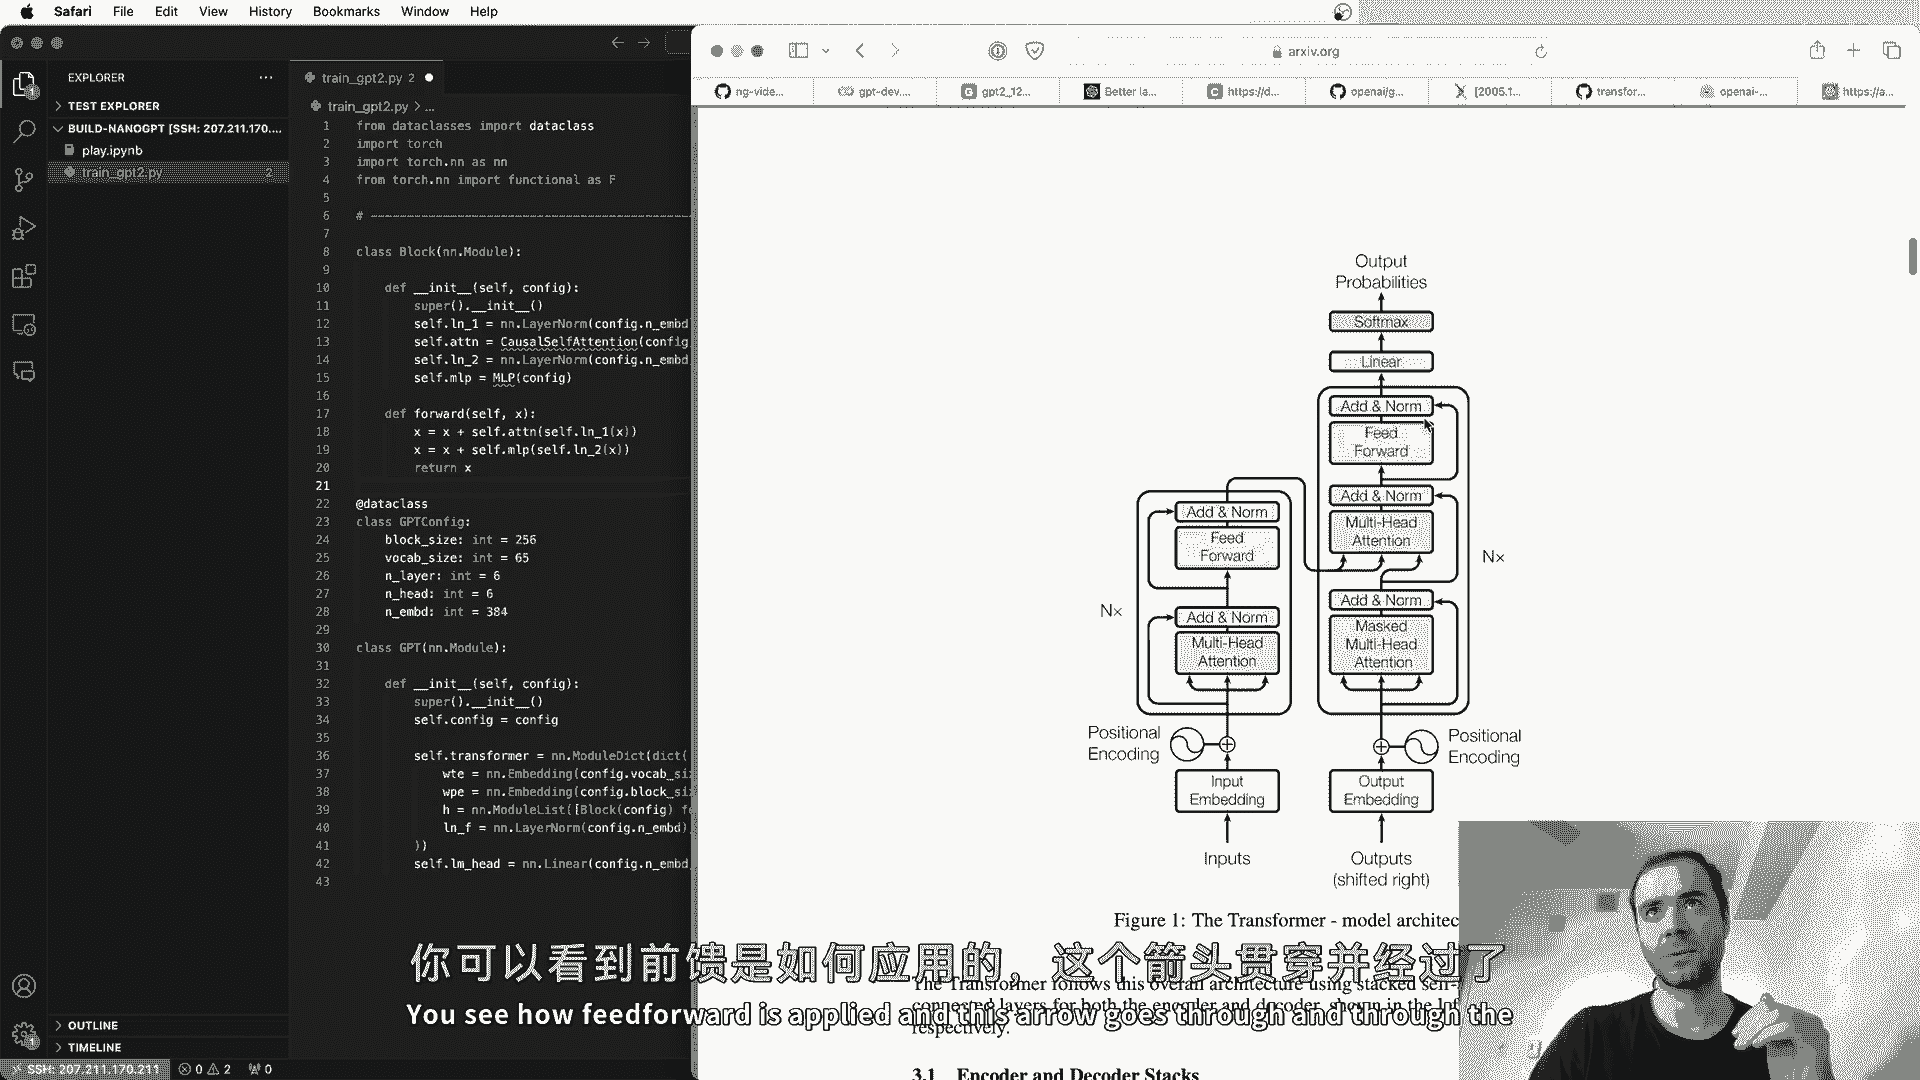 Safari File Edit View History Bookmarks Window Help
EXPLORER
TEST EXPLORER
BUILD-NANOGPT [SSH: 207.211.170....
play.ipynb
train_gpt2.py 2
OUTLINE
TIMELINE
SSH: 207.211.170.211 0 2 0
train_gpt2.py 2
train_gpt2.py > ...
1 from dataclasses import dataclass
2 import torch
3 import torch.nn as nn
4 from torch.nn import functional as F
5
6 # ----------------------------------------
7
8 class Block(nn.Module):
9
10 def __init__(self, config):
11 super().__init__()
12 self.ln_1 = nn.LayerNorm(config.n_embd
13 self.attn = CausalSelfAttention(config
14 self.ln_2 = nn.LayerNorm(config.n_embd
15 self.mlp = MLP(config)
16
17 def forward(self, x):
18 x = x + self.attn(self.ln_1(x))
19 x = x + self.mlp(self.ln_2(x))
20 return x
21
22 @dataclass
23 class GPTConfig:
24 block_size: int = 256
25 vocab_size: int = 65
26 n_layer: int = 6
27 n_head: int = 6
28 n_embd: int = 384
29
30 class GPT(nn.Module):
31
32 def __init__(self, config):
33 super().__init__()
34 self.config = config
35
36 self.transformer = nn.ModuleDict(dict(
37 wte = nn.Embedding(config.vocab_si
38 wpe = nn.Embedding(config.block_si
39 h = nn.ModuleList([Block(config) f
40 ln_f = nn.LayerNorm(config.n_embd)
41 ))
42 self.lm_head = nn.Linear(config.n_embd
43
arxiv.org
ng-vide... gpt-dev.... gpt2_12... Better la... https://d... openai/g... [2005.1... transfor... openai-... https://a...
Output
Probabilities
Softmax
Linear
Add & Norm
Feed
Forward
Add & Norm
Multi-Head
Attention
Add & Norm
Masked
Multi-Head
Attention
Nx
Add & Norm
Feed
Forward
Add & Norm
Multi-Head
Attention
Nx
Positional
Encoding
Positional
Encoding
Input
Embedding
Output
Embedding
Inputs
Outputs
(shifted right)
Figure 1: The Transformer - model architec
The Transformer follows this overall architecture using stacked self-
connected layers for both the encoder and decoder, shown in the lef
respectively.
3.1 Encoder and Decoder Stacks
你可以看到前馈是如何应用的，这个箭头贯穿并经过了
You see how feedforward is applied and this arrow goes through and through the